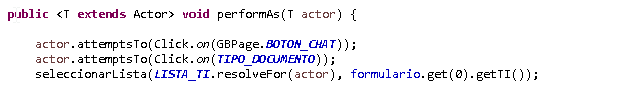 public <T extends Actor> void performAs(T actor) {
actor.attemptsTo(Click.on(GBPage.BOTON_CHAT));
actor.attemptsTo(Click.on(TIPO_DOCUMENTO));
seleccionarLista(LISTA_TI.resolveFor(actor), formulario.get(0).getTI());